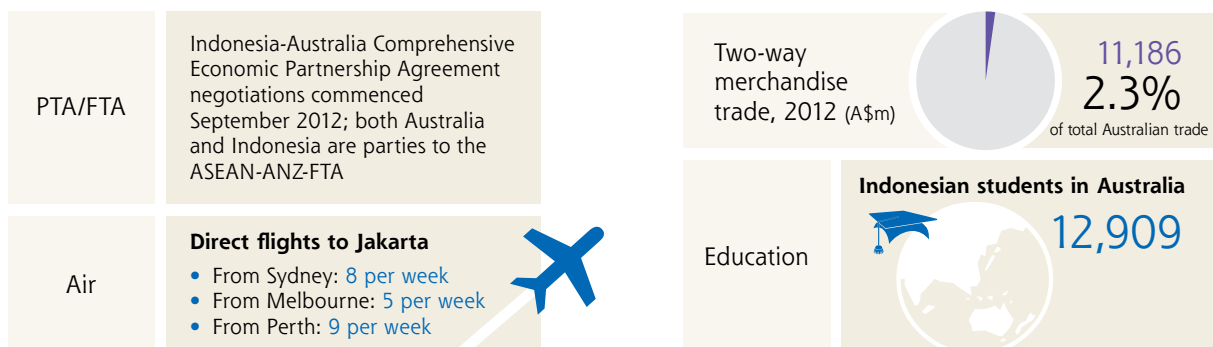 PTA/FTA
Indonesia-Australia Comprehensive
Economic Partnership Agreement
negotiations commenced
September 2012; both Australia
and Indonesia are parties to the
ASEAN-ANZ-FTA
Air
Direct flights to Jakarta
• From Sydney: 8 per week
• From Melbourne: 5 per week
• From Perth: 9 per week
Two-way
merchandise
trade, 2012 (A$m)
11,186
2.3%
of total Australian trade
Education
Indonesian students in Australia
12,909